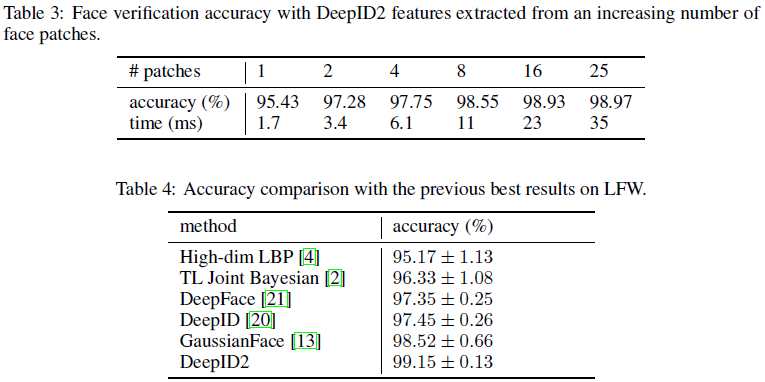 Table 3: Face verification accuracy with DeepID2 features extracted from an increasing number of
face patches.
# patches 1 2 4 8 16 25
accuracy (%) 95.43 97.28 97.75 98.55 98.93 98.97
time (ms) 1.7 3.4 6.1 11 23 35
Table 4: Accuracy comparison with the previous best results on LFW.
method accuracy (%)
High-dim LBP [4] 95.17 ± 1.13
TL Joint Bayesian [2] 96.33 ± 1.08
DeepFace [21] 97.35 ± 0.25
DeepID [20] 97.45 ± 0.26
GaussianFace [13] 98.52 ± 0.66
DeepID2 99.15 ± 0.13